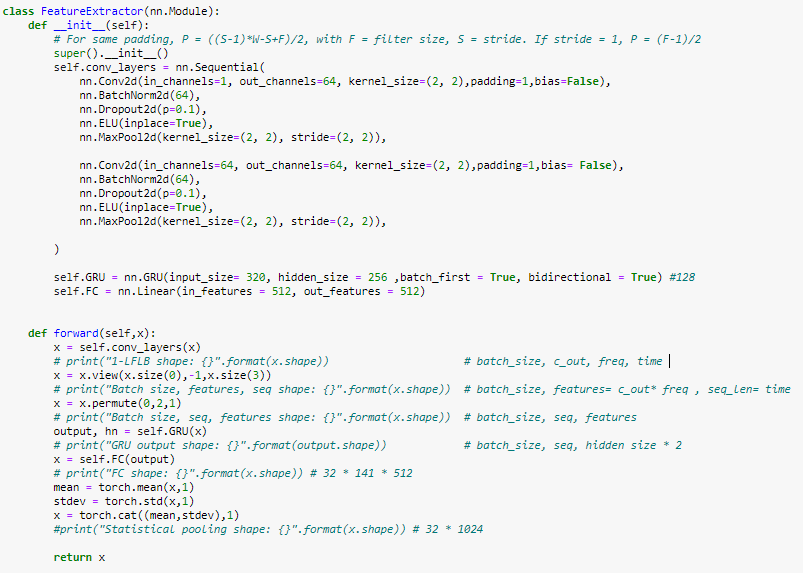 class FeatureExtractor(nn.Module):
    def __init__(self):
        # For same padding, P = ((S-1)*W-S+F)/2, with F = filter size, S = stride. If stride = 1, P = (F-1)/2
        super().__init__()
        self.conv_layers = nn.Sequential(
            nn.Conv2d(in_channels=1, out_channels=64, kernel_size=(2, 2),padding=1,bias=False),
            nn.BatchNorm2d(64),
            nn.Dropout2d(p=0.1),
            nn.ELU(inplace=True),
            nn.MaxPool2d(kernel_size=(2, 2), stride=(2, 2)),

            nn.Conv2d(in_channels=64, out_channels=64, kernel_size=(2, 2),padding=1,bias= False),
            nn.BatchNorm2d(64),
            nn.Dropout2d(p=0.1),
            nn.ELU(inplace=True),
            nn.MaxPool2d(kernel_size=(2, 2), stride=(2, 2)),

        )

        self.GRU = nn.GRU(input_size= 320, hidden_size = 256 ,batch_first = True, bidirectional = True) #128
        self.FC = nn.Linear(in_features = 512, out_features = 512)


    def forward(self,x):
        x = self.conv_layers(x)
        # print("1-LFLB shape: {}".format(x.shape))                    # batch_size, c_out, freq, time
        x = x.view(x.size(0),-1,x.size(3))
        # print("Batch size, features, seq shape: {}".format(x.shape))  # batch_size, features= c_out* freq , seq_len= time
        x = x.permute(0,2,1)
        # print("Batch size, seq, features shape: {}".format(x.shape))  # batch_size, seq, features
        output, hn = self.GRU(x)
        # print("GRU output shape: {}".format(output.shape))            # batch_size, seq, hidden size * 2
        x = self.FC(output)
        # print("FC shape: {}".format(x.shape)) # 32 * 141 * 512
        mean = torch.mean(x,1)
        stdev = torch.std(x,1)
        x = torch.cat((mean,stdev),1)
        #print("Statistical pooling shape: {}".format(x.shape)) # 32 * 1024

        return x